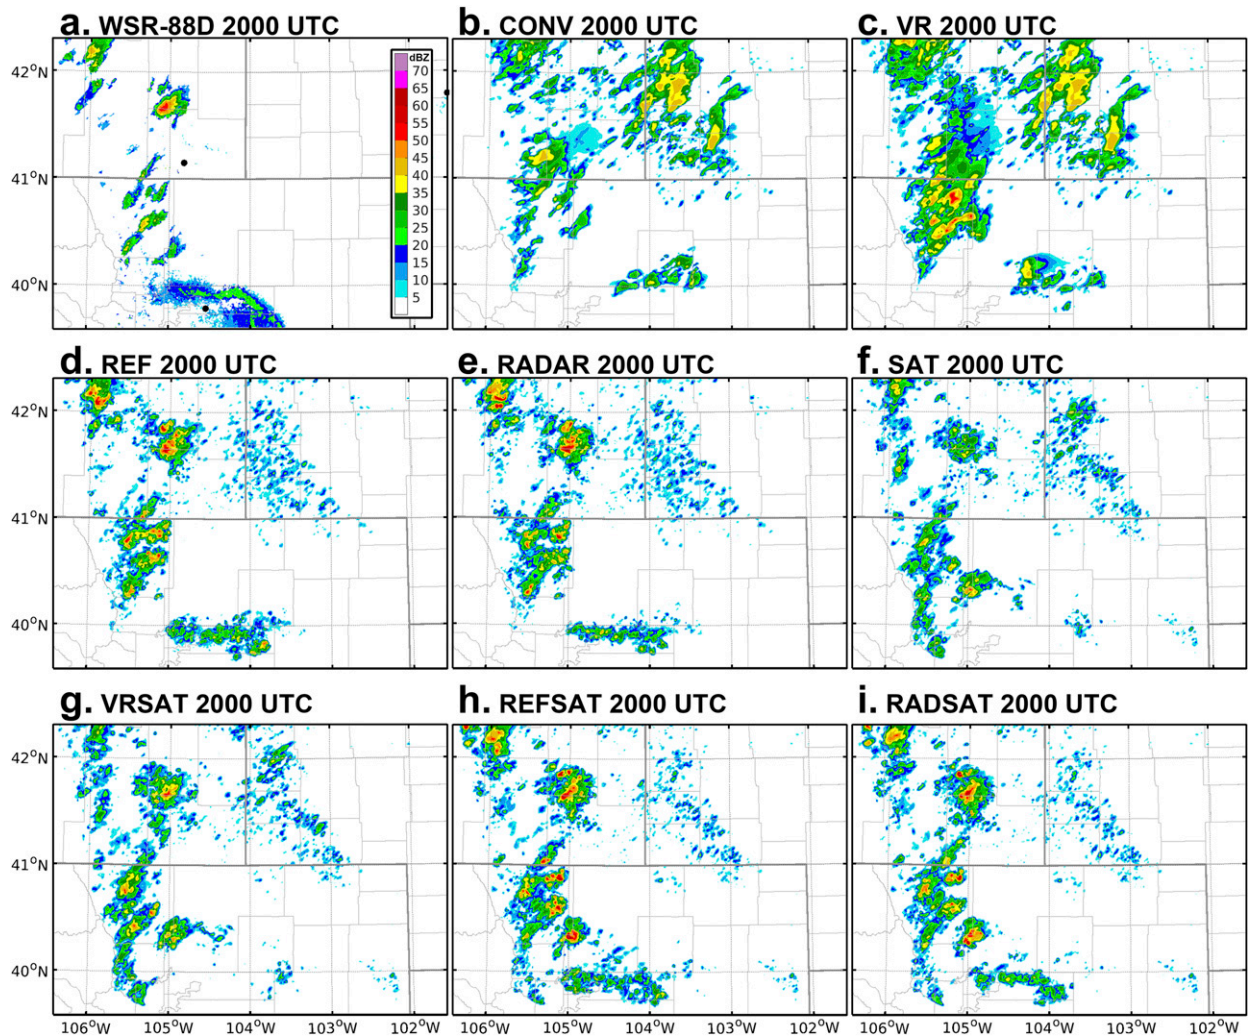 a. WSR-88D 2000 UTC
b. CONV 2000 UTC
c. VR 2000 UTC
42°N
41°N
40°N
dBZ
70
65
60
55
50
45
40
35
30
25
20
15
10
5
d. REF 2000 UTC
e. RADAR 2000 UTC
f. SAT 2000 UTC
42°N
41°N
40°N
g. VRSAT 2000 UTC
h. REFSAT 2000 UTC
i. RADSAT 2000 UTC
42°N
41°N
40°N
106°W 105°W 104°W 103°W 102°W
106°W 105°W 104°W 103°W 102°W
106°W 105°W 104°W 103°W 102°W